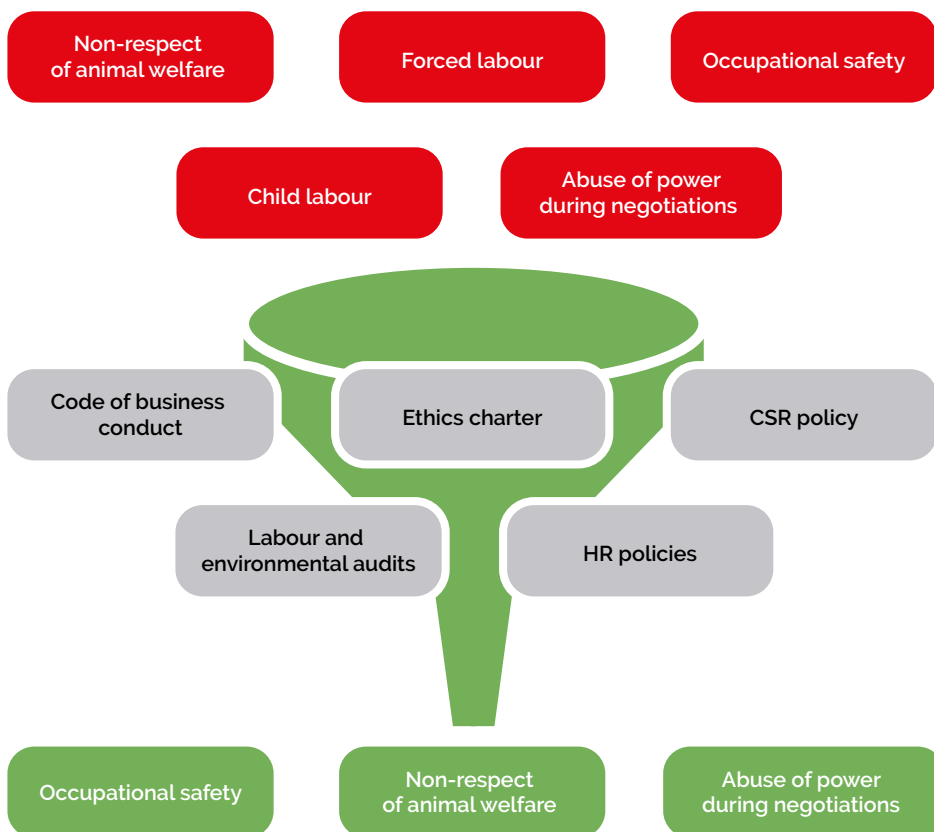 Non-respect
of animal welfare
Forced labour
Occupational safety
Child labour
Abuse of power
during negotiations
Code of business
conduct
Ethics charter
CSR policy
Labour and
environmental audits
HR policies
Occupational safety
Non-respect
of animal welfare
Abuse of power
during negotiations